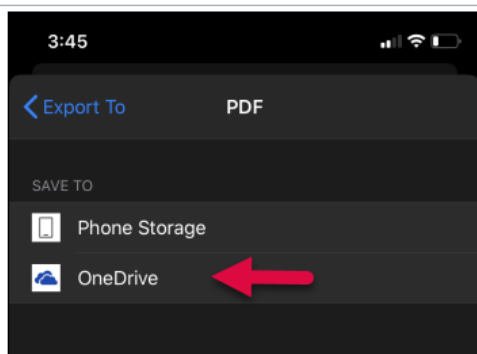 3:45
Export To PDF
SAVE TO
Phone Storage
OneDrive